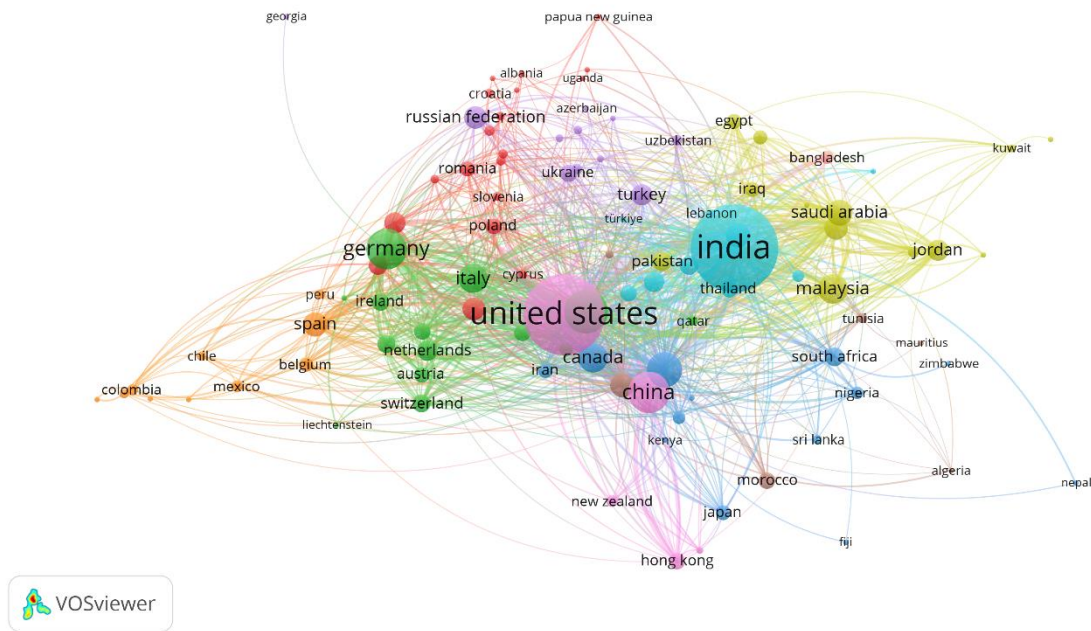 georgia
papua new guinea
albania
uganda
croatia
azerbaijan
russian federation
egypt
uzbekistan
kuwait
bangladesh
romania
ukraine
iraq
turkey
slovenia
lebanon
saudi arabia
türkiye
poland
germany
india
jordan
pakistan
italy
cyprus
thailand
malaysia
peru
ireland
united states
qatar
tunisia
spain
mauritius
netherlands
canada
chile
belgium
iran
south africa
zimbabwe
austria
colombia
mexico
china
nigeria
switzerland
liechtenstein
kenya
sri lanka
algeria
morocco
nepal
new zealand
japan
fiji
hong kong
VOSviewer